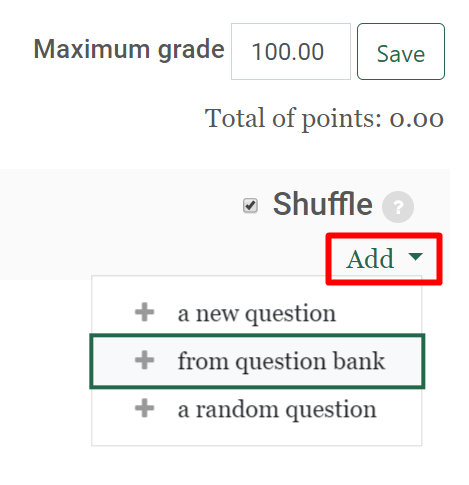 Maximum grade 100.00 Save
Total of points: 0.00
Shuffle ?
Add
a new question
from question bank
a random question